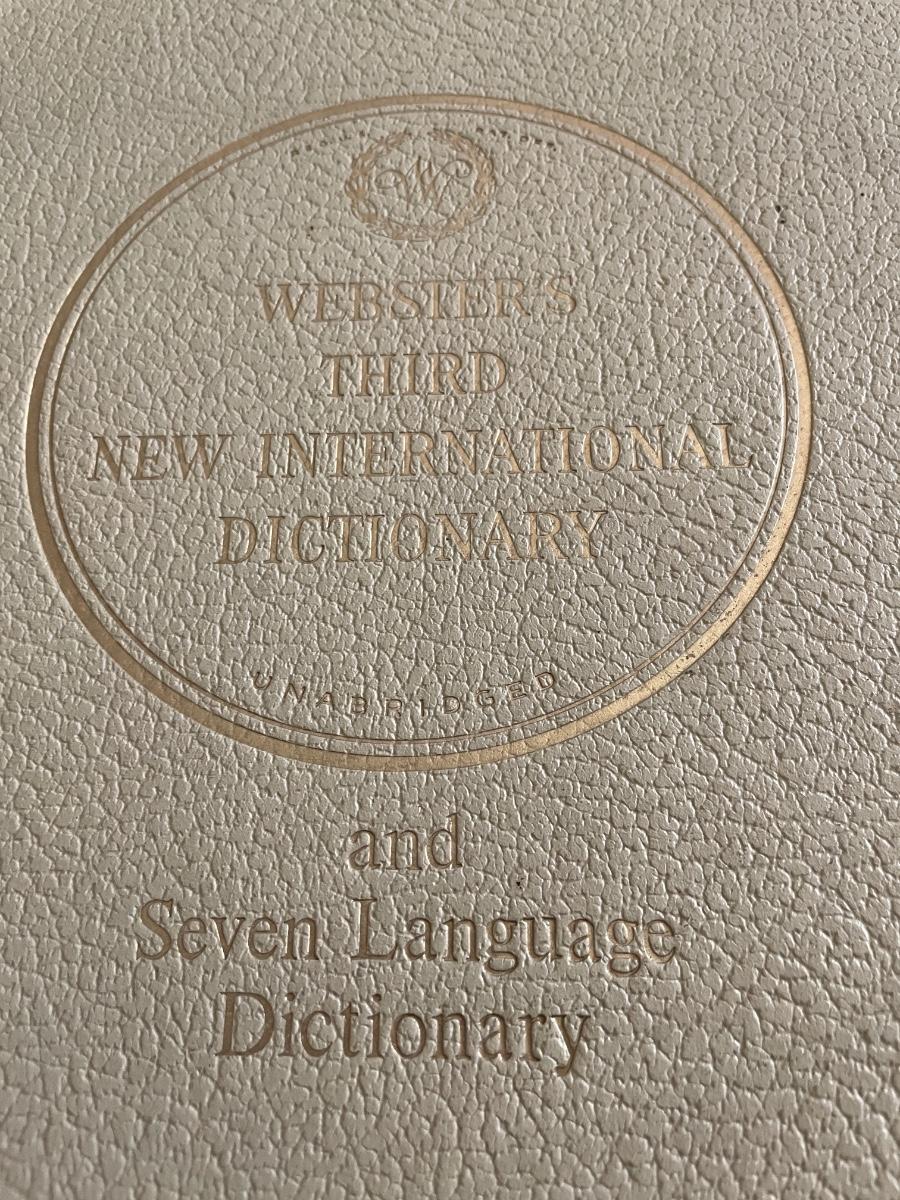 WEBSTER'S
THIRD
NEW INTERNATIONAL
DICTIONARY
UNABRIDGED
and
Seven Language
Dictionary